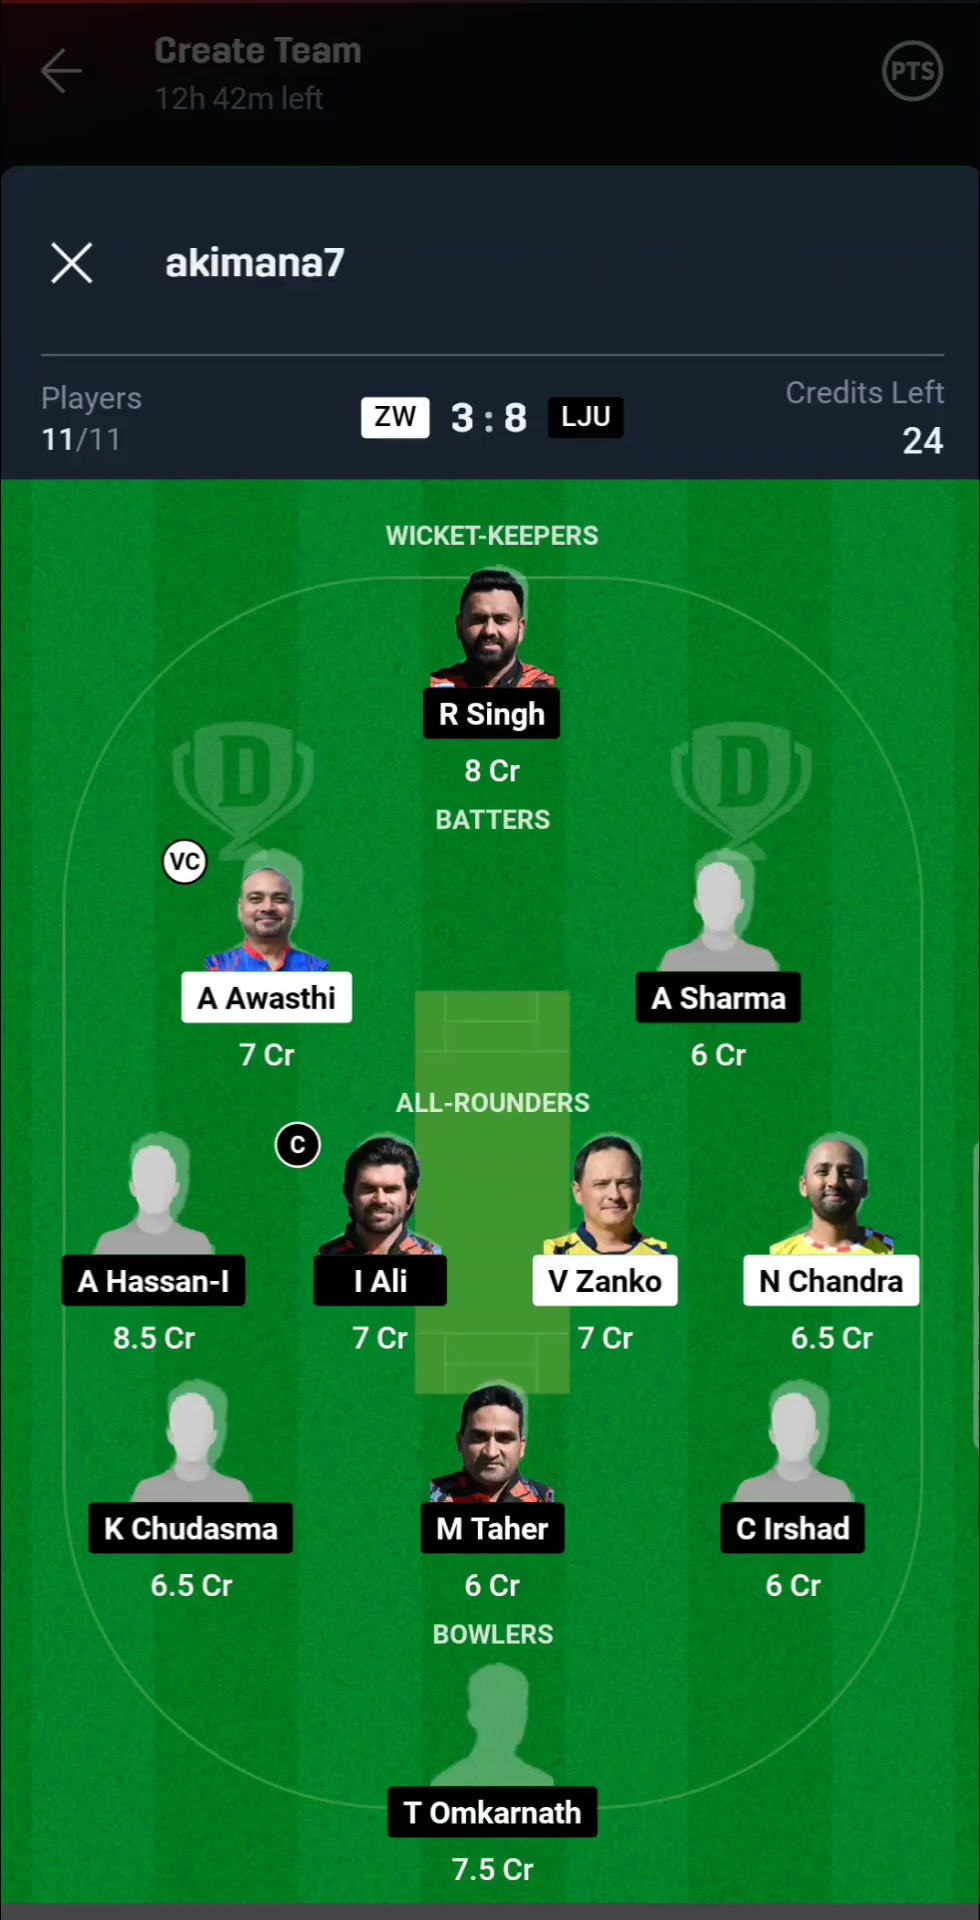 Create Team
12h 42m left
PTS
akimana7
Players
11/11
ZW 3 : 8 LJU
Credits Left
24
WICKET-KEEPERS
R Singh
8 Cr
D D
BATTERS
VC
A Awasthi
7 Cr
A Sharma
6 Cr
ALL-ROUNDERS
C
A Hassan-I
8.5 Cr
I Ali
7 Cr
V Zanko
7 Cr
N Chandra
6.5 Cr
K Chudasma
6.5 Cr
M Taher
6 Cr
C Irshad
6 Cr
BOWLERS
T Omkarnath
7.5 Cr